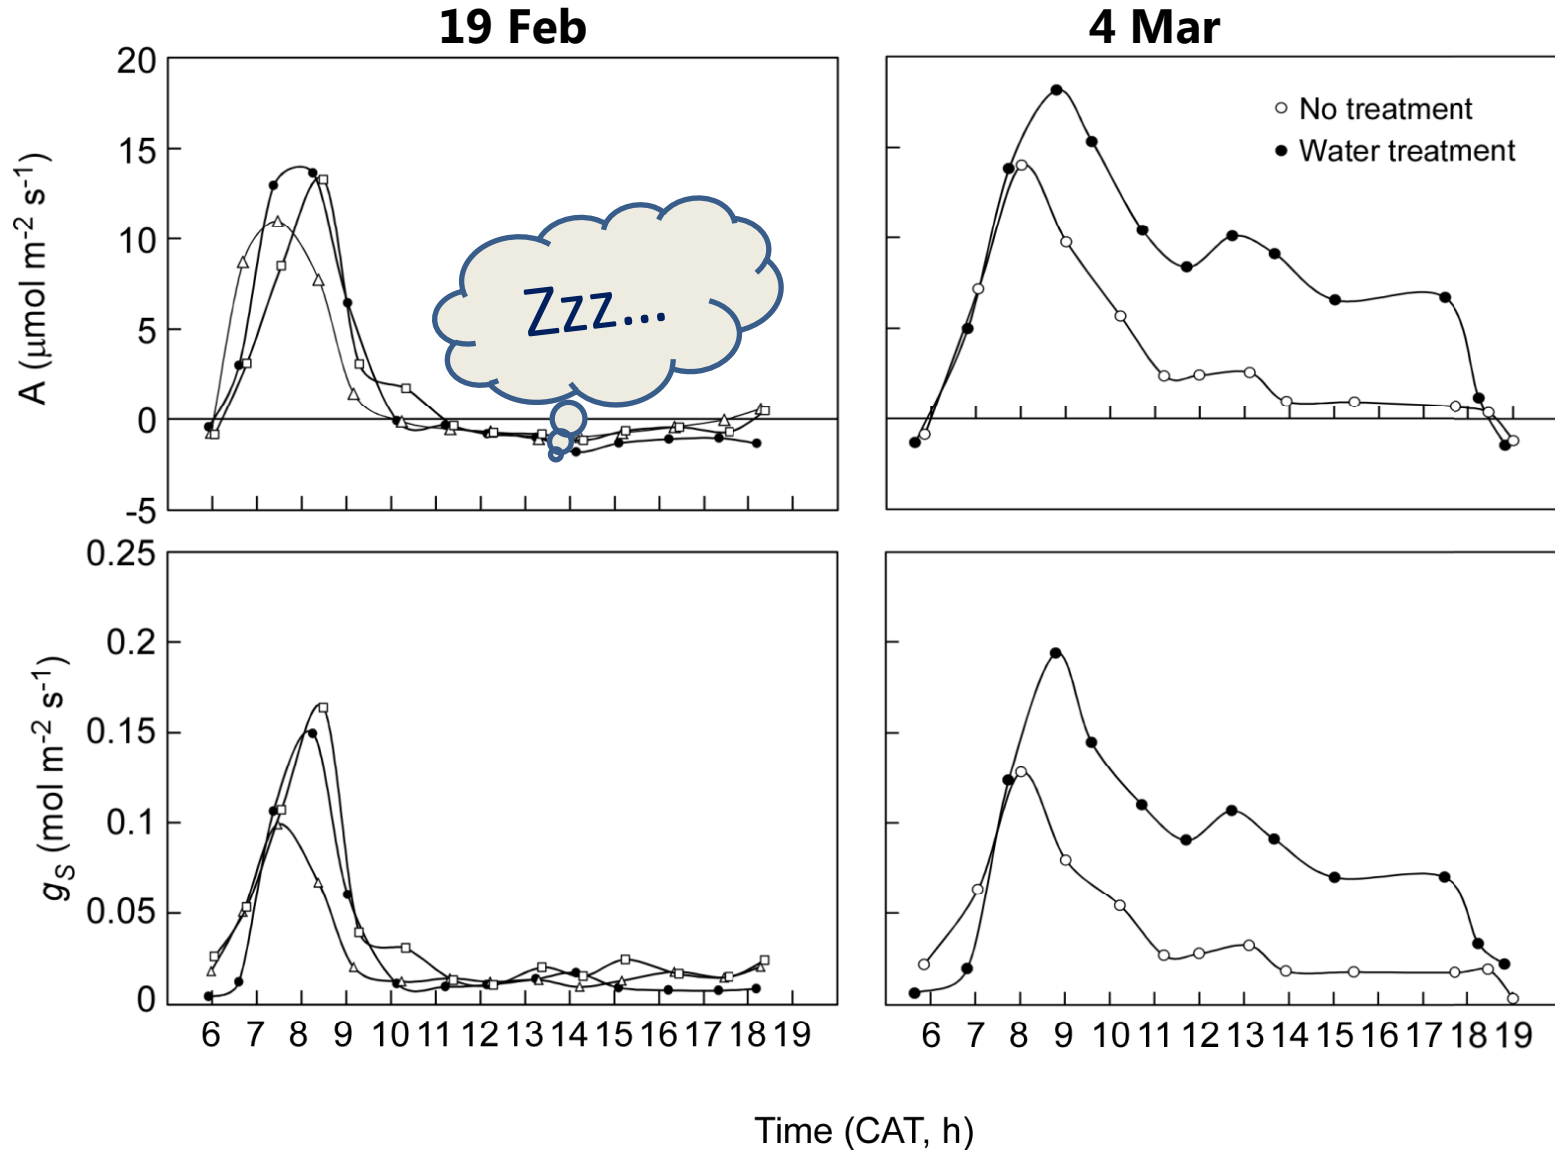 19 Feb
4 Mar
20
15
10
5
0
-5
A (μmol m-2 s-1)
Zzz...
No treatment
Water treatment
0.25
0.2
0.15
0.1
0.05
0
gS (mol m-2 s-1)
6 7 8 9 10 11 12 13 14 15 16 17 18 19
6 7 8 9 10 11 12 13 14 15 16 17 18 19
Time (CAT, h)